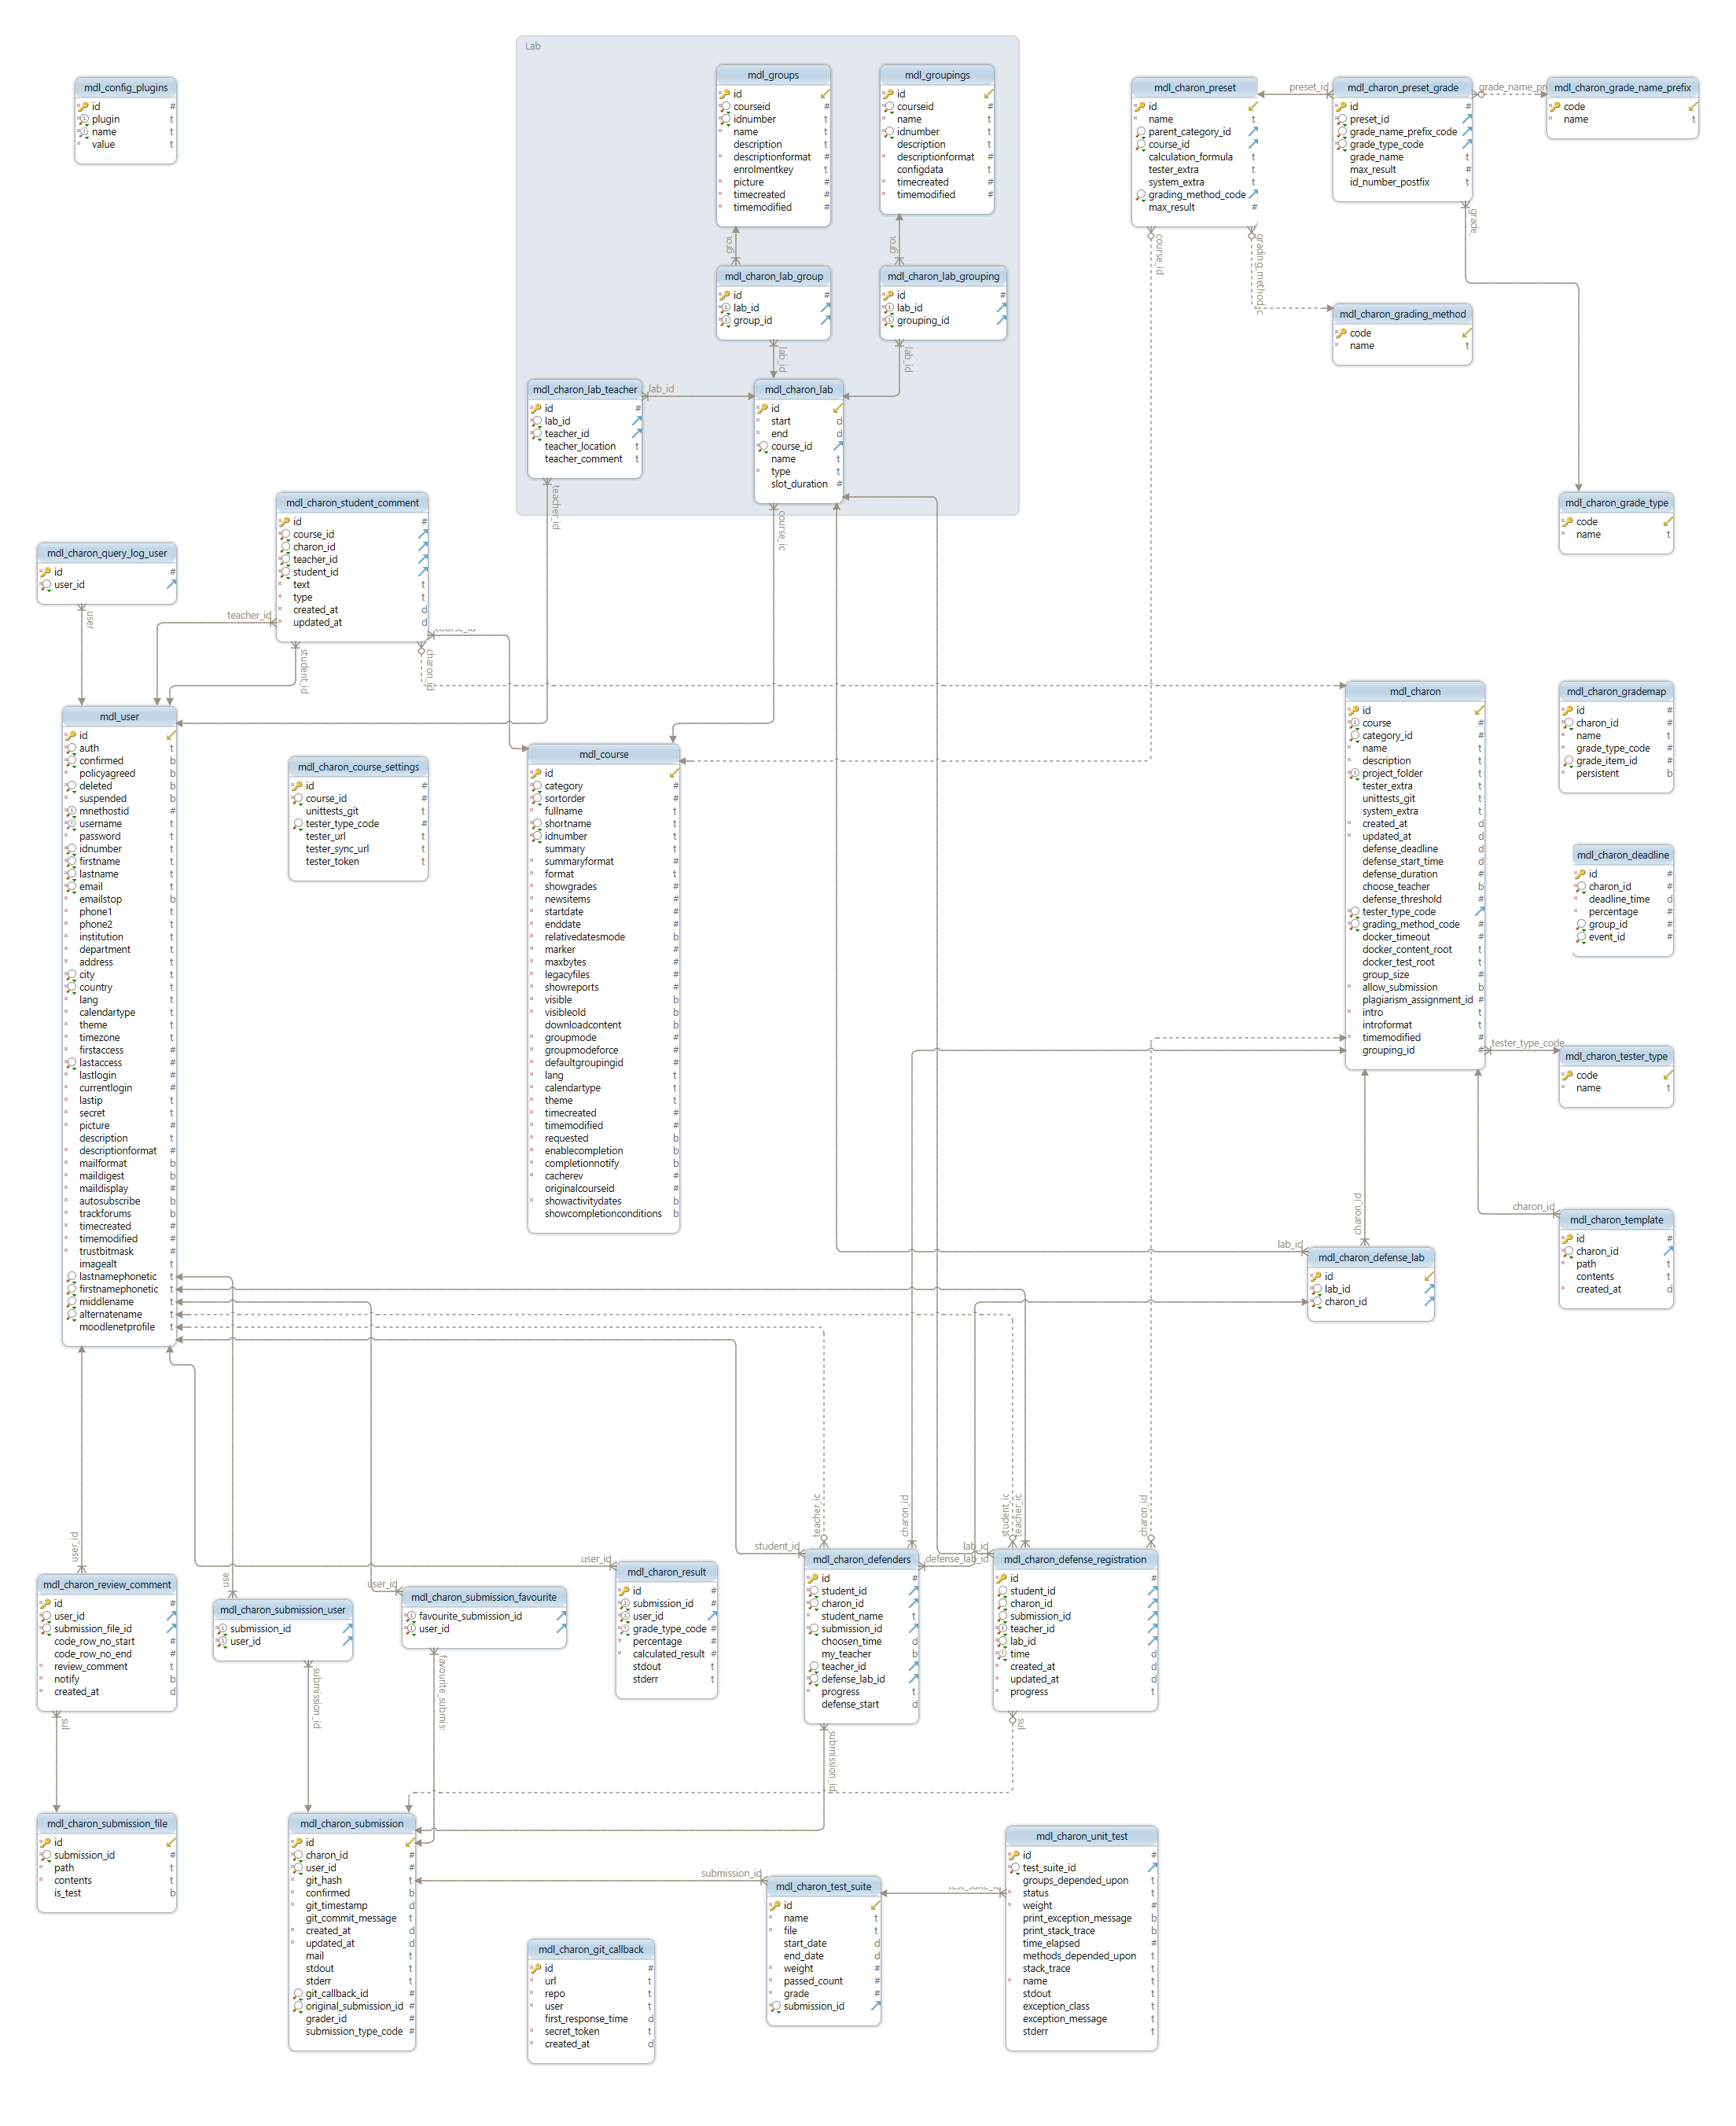 Lab
mdl_config_plugins
id #
plugin t
name t
value t
mdl_groups
id
courseid #
idnumber t
name t
description t
descriptionformat #
enrolmentkey t
picture #
timecreated #
timemodified #
mdl_groupings
id
courseid #
name t
idnumber t
description t
descriptionformat #
configdata t
timecreated #
timemodified #
mdl_charon_preset
id
name t
parent_category_id
course_id
calculation_formula t
tester_extra t
system_extra t
grading_method_code
max_result #
preset_id
mdl_charon_preset_grade
id #
preset_id
grade_name_prefix_code
grade_type_code
grade_name t
max_result #
id_number_postfix t
grade_name_pr
mdl_charon_grade_name_prefix
code
name t
grade_
course_id
grading_method_c
mdl_charon_lab_group
id #
lab_id
group_id
mdl_charon_lab_grouping
id #
lab_id
grouping_id
mdl_charon_grading_method
code
name t
lab_id
lab_id
mdl_charon_lab_teacher
id #
lab_id
teacher_id
teacher_location t
teacher_comment t
lab_id
mdl_charon_lab
id
start d
end d
course_id
name t
type t
slot_duration #
teacher_id
course_ic
mdl_charon_grade_type
code
name t
mdl_charon_student_comment
id #
course_id
charon_id
teacher_id
student_id
text t
type t
created_at d
updated_at d
mdl_charon_query_log_user
id #
user_id
user
teacher_id
student_id
charon_id
mdl_user
id
auth t
confirmed b
policyagreed b
deleted b
suspended b
mnethostid #
username t
password t
idnumber t
firstname t
lastname t
email t
emailstop b
phone1 t
phone2 t
institution t
department t
address t
city t
country t
lang t
calendartype t
theme t
timezone t
firstaccess #
lastaccess #
lastlogin #
currentlogin #
lastip t
secret t
picture #
description t
descriptionformat #
mailformat b
maildigest b
maildisplay #
autosubscribe b
trackforums b
timecreated #
timemodified #
trustbitmask #
imagealt t
lastnamephonetic t
firstnamephonetic t
middlename t
alternatename t
moodlenetprofile t
mdl_charon_course_settings
id #
course_id #
unittests_git t
tester_type_code #
tester_url t
tester_sync_url t
tester_token t
mdl_course
id
category #
sortorder #
fullname t
shortname t
idnumber t
summary t
summaryformat #
format t
showgrades #
newsitems #
startdate #
enddate #
relativedatesmode b
marker #
maxbytes #
legacyfiles #
showreports #
visible b
visibleold b
downloadcontent b
groupmode #
groupmodeforce #
defaultgroupingid #
lang t
calendartype t
theme t
timecreated #
timemodified #
requested b
enablecompletion b
completionnotify b
cacherev #
originalcourseid #
showactivitydates b
showcompletionconditions b
mdl_charon
id
course #
category_id #
name t
description t
project_folder t
tester_extra t
unittests_git t
system_extra t
created_at d
updated_at d
defense_deadline d
defense_start_time d
defense_duration #
choose_teacher b
defense_threshold #
tester_type_code
grading_method_code #
docker_timeout #
docker_content_root t
docker_test_root t
group_size #
allow_submission b
plagiarism_assignment_id #
intro t
introformat t
timemodified #
grouping_id #
mdl_charon_grademap
id #
charon_id #
name t
grade_type_code #
grade_item_id #
persistent b
mdl_charon_deadline
id #
charon_id #
deadline_time d
percentage #
group_id #
event_id #
tester_type_code
mdl_charon_tester_type
code
name t
charon_id
charon_id
mdl_charon_template
id #
charon_id
path t
contents t
created_at d
lab_id
mdl_charon_defense_lab
id
lab_id
charon_id
user_id
use
user_id
user_id
student_id
teacher_ic
charon_id
defense_lab_id
lab_id
student_ic
teacher_ic
charon_id
mdl_charon_review_comment
id #
user_id
submission_file_id
code_row_no_start #
code_row_no_end #
review_comment t
notify b
created_at d
mdl_charon_submission_user
submission_id
user_id
mdl_charon_submission_favourite
favourite_submission_id
user_id
mdl_charon_result
id #
submission_id #
user_id
grade_type_code #
percentage #
calculated_result #
stdout t
stderr t
mdl_charon_defenders
id #
student_id
charon_id
student_name t
submission_id
choosen_time d
my_teacher b
teacher_id
defense_lab_id
progress t
defense_start d
mdl_charon_defense_registration
id #
student_id
charon_id
submission_id
teacher_id
lab_id
time d
created_at d
updated_at d
progress t
submission_id
favourite_submis
submission_id
mdl_charon_submission_file
id
submission_id #
path t
contents t
is_test b
mdl_charon_submission
id
charon_id #
user_id #
git_hash t
confirmed b
git_timestamp d
git_commit_message t
created_at d
updated_at d
mail t
stdout t
stderr t
git_callback_id #
original_submission_id #
grader_id #
submission_type_code #
mdl_charon_git_callback
id #
url t
repo t
user t
first_response_time d
secret_token t
created_at d
submission_id
mdl_charon_test_suite
id
name t
file t
start_date d
end_date d
weight #
passed_count #
grade #
submission_id
mdl_charon_unit_test
id #
test_suite_id
groups_depended_upon t
status t
weight #
print_exception_message b
print_stack_trace b
time_elapsed #
methods_depended_upon t
stack_trace t
name t
stdout t
exception_class t
exception_message t
stderr t